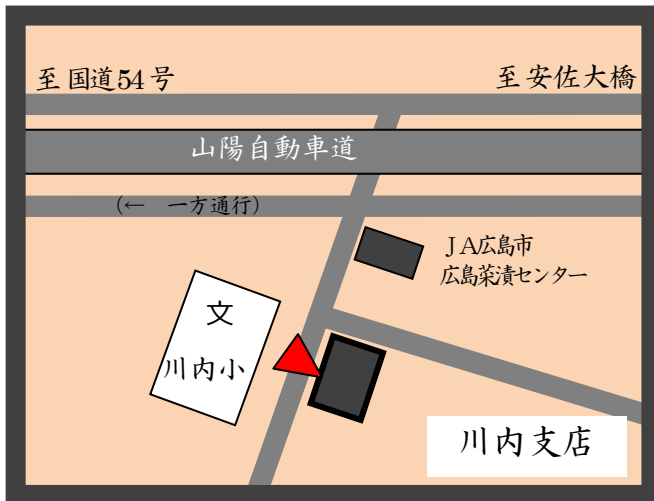 至国道54号
至安佐大橋
山陽自動車道
(← 一方通行)
JA広島市
広島菜漬センター
文
川内小
川内支店